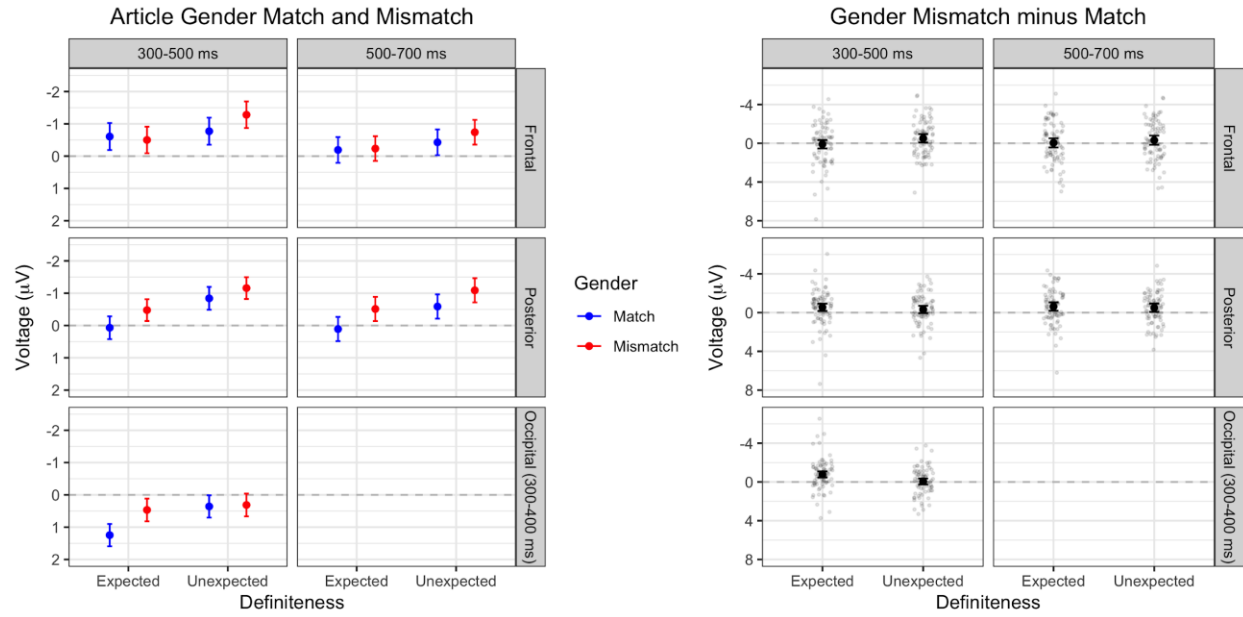 Article Gender Match and Mismatch
300-500 ms
500-700 ms
-2
-1
0
1
2
Frontal
-2
-1
0
1
2
Posterior
-2
-1
0
1
2
Occipital (300-400 ms)
Voltage (μV)
Expected
Unexpected
Expected
Unexpected
Definiteness
Gender
Match
Mismatch
Gender Mismatch minus Match
300-500 ms
500-700 ms
-4
0
4
8
Frontal
-4
0
4
8
Posterior
-4
0
4
8
Occipital (300-400 ms)
Voltage (μV)
Expected
Unexpected
Expected
Unexpected
Definiteness